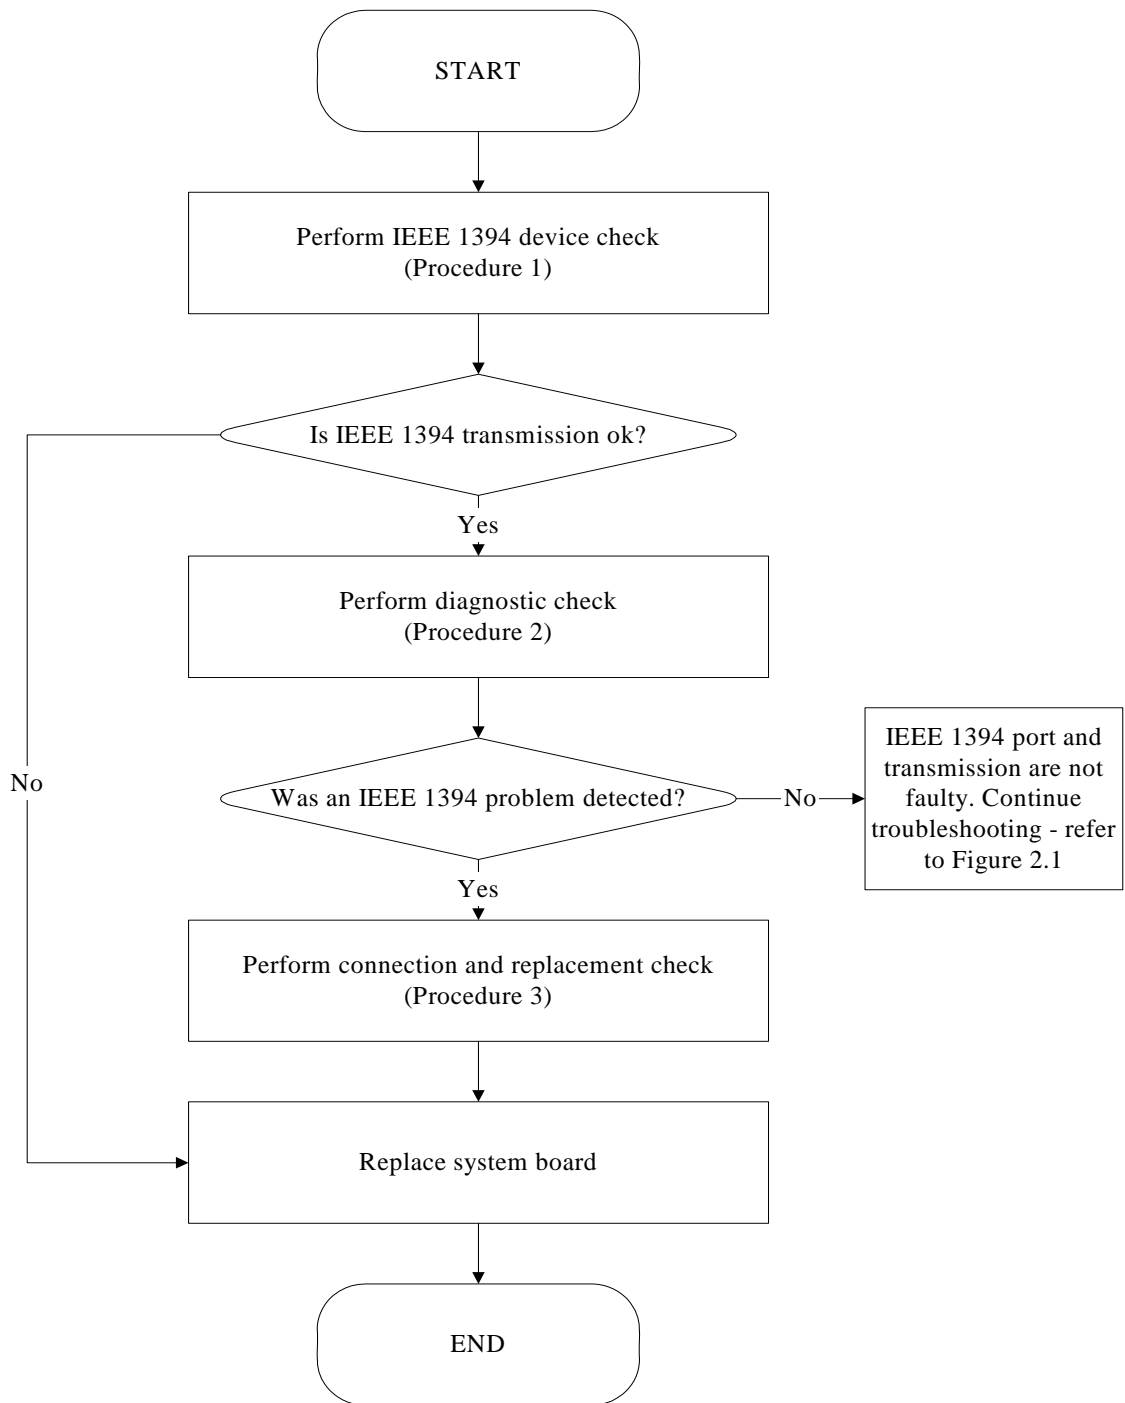 START
Perform IEEE 1394 device check
(Procedure 1)
Is IEEE 1394 transmission ok?
Yes
Perform diagnostic check
(Procedure 2)
No
Was an IEEE 1394 problem detected?
No
IEEE 1394 port and
transmission are not
faulty. Continue
troubleshooting - refer
to Figure 2.1
Yes
Perform connection and replacement check
(Procedure 3)
Replace system board
END